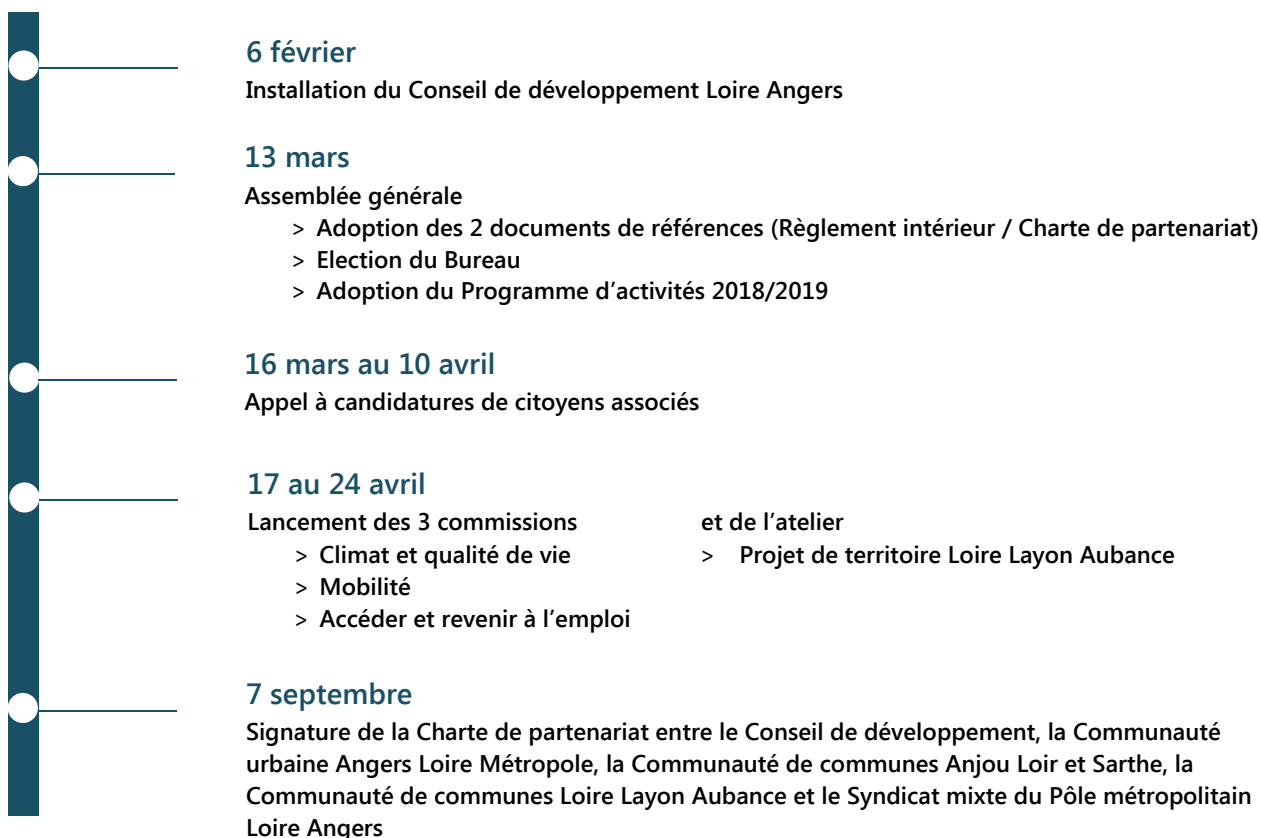 6 février
Installation du Conseil de développement Loire Angers
13 mars
Assemblée générale
> Adoption des 2 documents de références (Règlement intérieur / Charte de partenariat)
> Election du Bureau
> Adoption du Programme d’activités 2018/2019
16 mars au 10 avril
Appel à candidatures de citoyens associés
17 au 24 avril
Lancement des 3 commissions
> Climat et qualité de vie
> Mobilité
> Accéder et revenir à l’emploi
et de l’atelier
> Projet de territoire Loire Layon Aubance
7 septembre
Signature de la Charte de partenariat entre le Conseil de développement, la Communauté
urbaine Angers Loire Métropole, la Communauté de communes Anjou Loir et Sarthe, la
Communauté de communes Loire Layon Aubance et le Syndicat mixte du Pôle métropolitain
Loire Angers